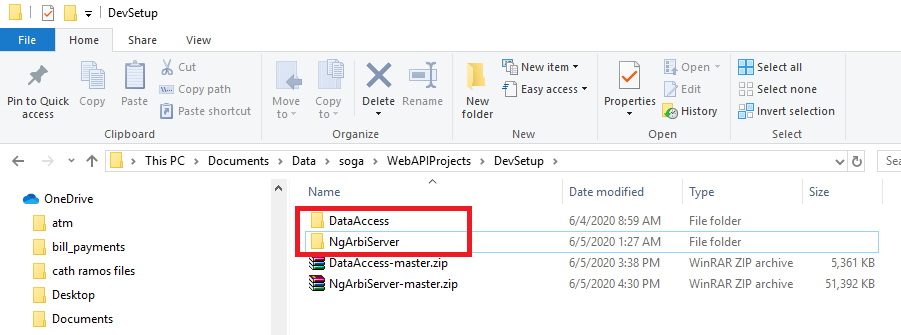 DevSetup
File Home Share View
Pin to Quick access
Copy
Paste
Cut
Copy path
Paste shortcut
Clipboard
Move to
Copy to
Delete
Rename
Organize
New folder
New item
Easy access
New
Properties
Open
Edit
History
Open
Select all
Select none
Invert selection
Select
This PC > Documents > Data > soga > WebAPIProjects > DevSetup >
Sea
OneDrive
atm
bill_payments
cath ramos files
Desktop
Documents
Name Date modified Type Size
DataAccess 6/4/2020 8:59 AM File folder
NgArbiServer 6/5/2020 1:27 AM File folder
DataAccess-master.zip 6/5/2020 3:38 PM WinRAR ZIP archive 5,361 KB
NgArbiServer-master.zip 6/5/2020 4:30 PM WinRAR ZIP archive 51,392 KB